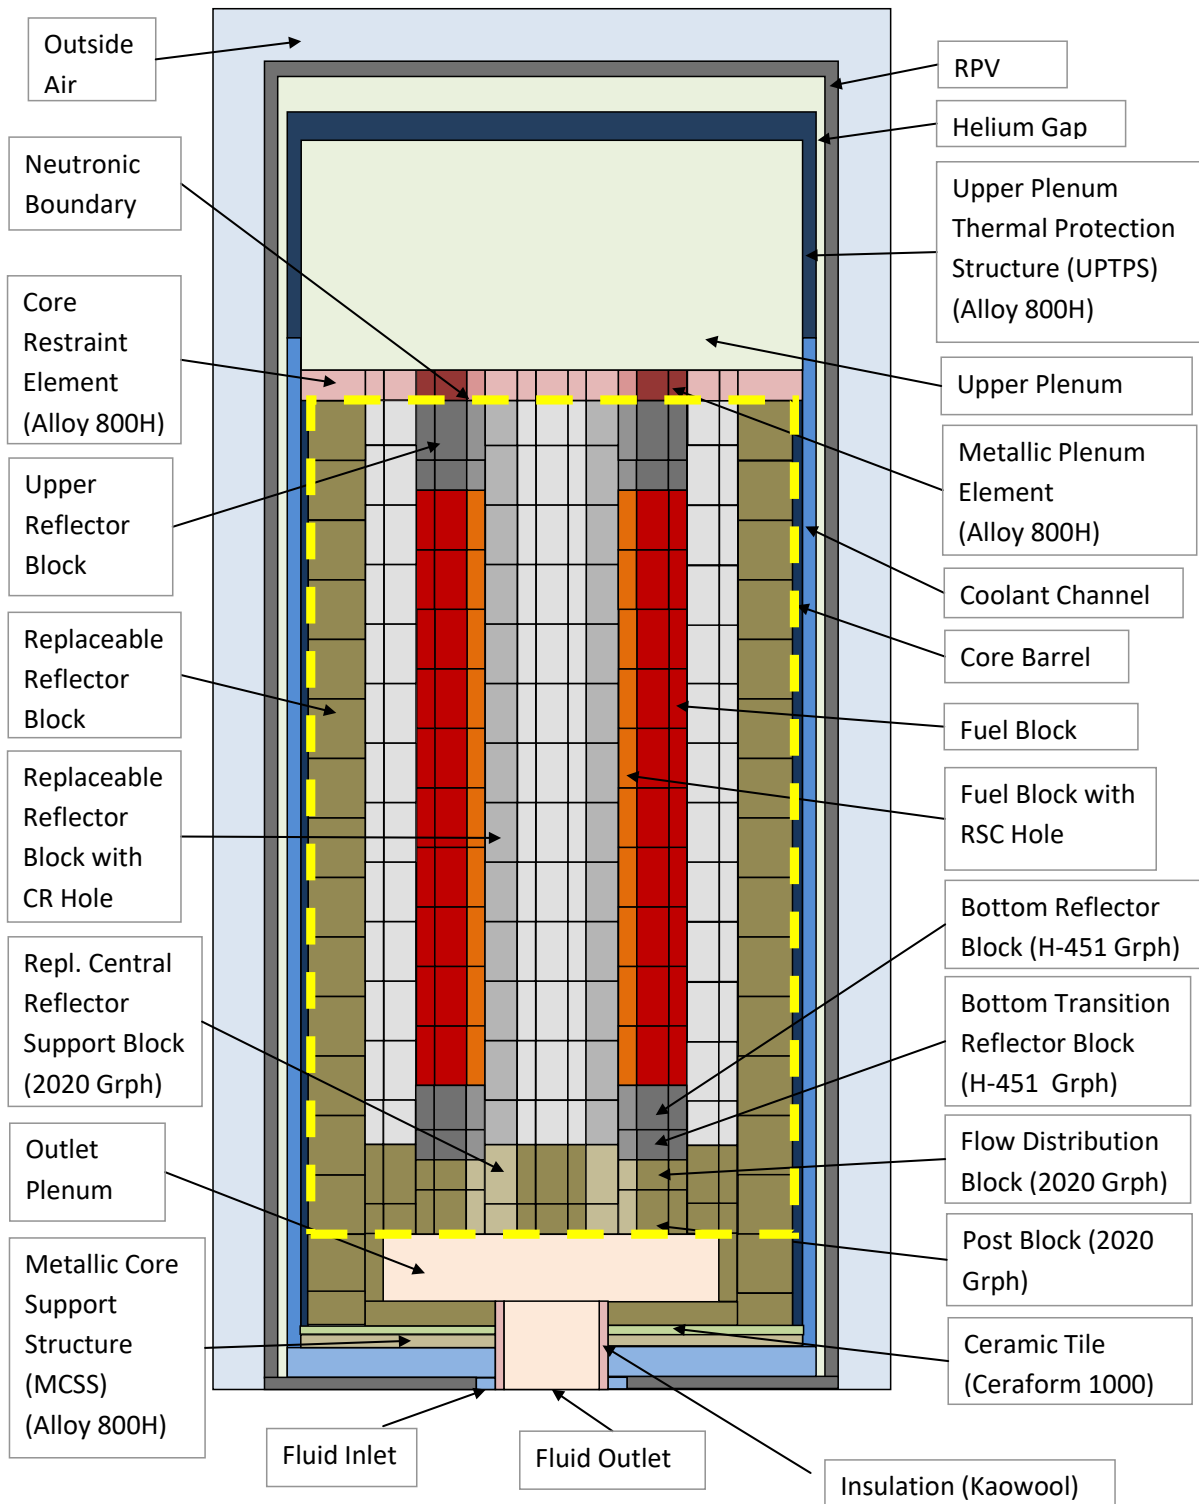 Outside
Air
Neutronic
Boundary
Core
Restraint
Element
(Alloy 800H)
Upper
Reflector
Block
Replaceable
Reflector
Block
Replaceable
Reflector
Block with
CR Hole
Repl. Central
Reflector
Support Block
(2020 Grph)
Outlet
Plenum
Metallic Core
Support
Structure
(MCSS)
(Alloy 800H)
Fluid Inlet
Fluid Outlet
Insulation (Kaowool)
RPV
Helium Gap
Upper Plenum
Thermal Protection
Structure (UPTPS)
(Alloy 800H)
Upper Plenum
Metallic Plenum
Element
(Alloy 800H)
Coolant Channel
Core Barrel
Fuel Block
Fuel Block with
RSC Hole
Bottom Reflector
Block (H-451 Grph)
Bottom Transition
Reflector Block
(H-451 Grph)
Flow Distribution
Block (2020 Grph)
Post Block (2020
Grph)
Ceramic Tile
(Ceraform 1000)